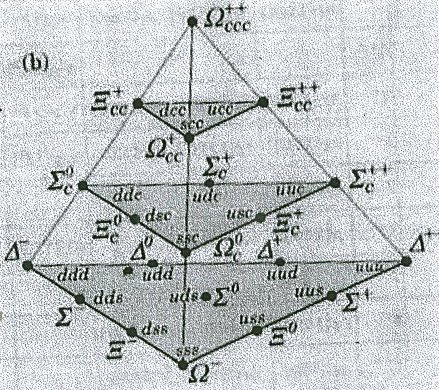 Ω⁺⁺ccc
(b)
Ξ⁺cc dcc ucc Ξ⁺⁺cc
scc
Ω⁺cc
Σ⁰c Σ⁺c Σ⁺⁺c
ddc udc uuc
Ξ⁰c dsc usc Ξ⁺c
ssc
Δ⁻ Δ⁰ Ω⁰c Δ⁺ Δ⁺
ddd udd uud uuu
Σ⁻ dds uds Σ⁰ uus Σ⁺
Ξ⁻ dss uss Ξ⁰
sss
Ω⁻